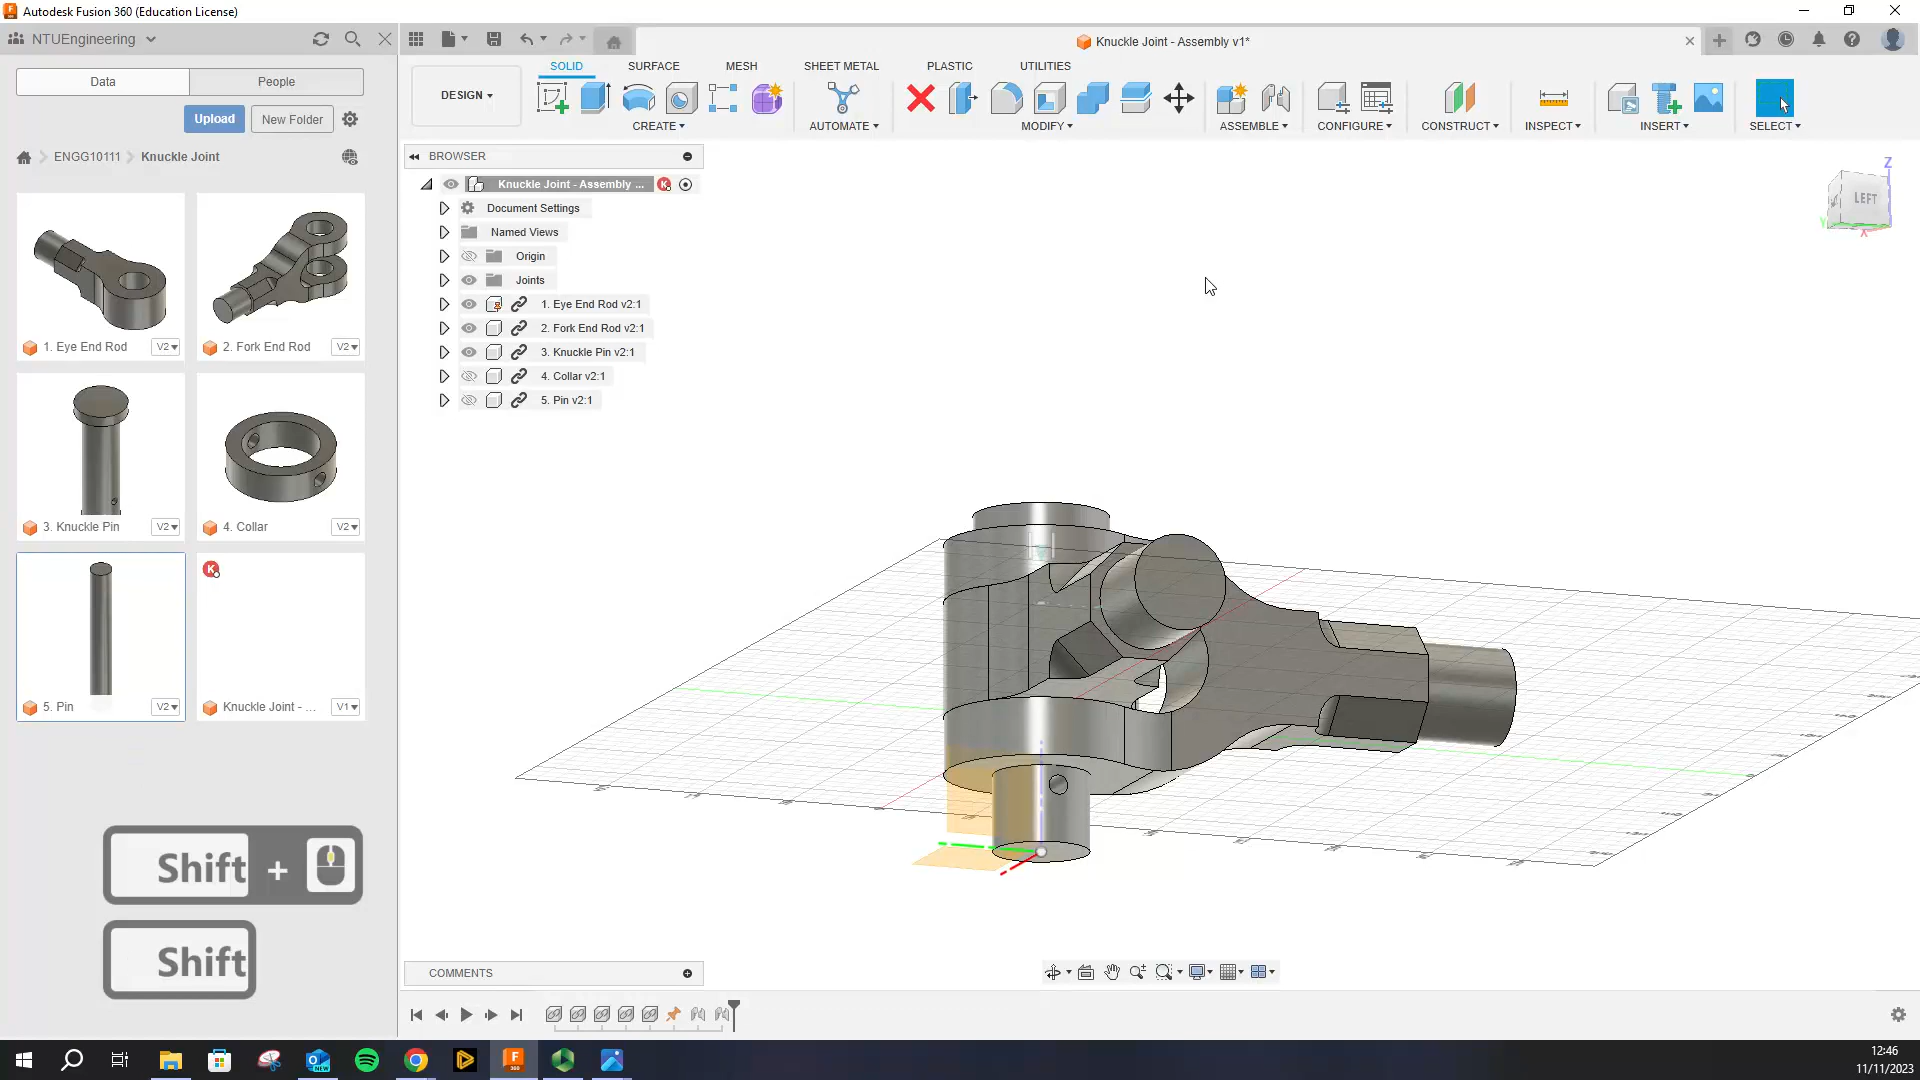 Autodesk Fusion 360 (Education License)
NTUEngineering
Knuckle Joint - Assembly v1*
Data
People
Upload
New Folder
ENGG10111
Knuckle Joint
1. Eye End Rod
V2
2. Fork End Rod
V2
3. Knuckle Pin
V2
4. Collar
V2
5. Pin
V2
K
Knuckle Joint - ...
V1
SOLID
SURFACE
MESH
SHEET METAL
PLASTIC
UTILITIES
DESIGN
CREATE
AUTOMATE
MODIFY
ASSEMBLE
CONFIGURE
CONSTRUCT
INSPECT
INSERT
SELECT
BROWSER
Knuckle Joint - Assembly ...
K
Document Settings
Named Views
Origin
Joints
1. Eye End Rod v2:1
2. Fork End Rod v2:1
3. Knuckle Pin v2:1
4. Collar v2:1
5. Pin v2:1
Z
LEFT
Y
X
Shift +
Shift
COMMENTS
12:46
11/11/2023